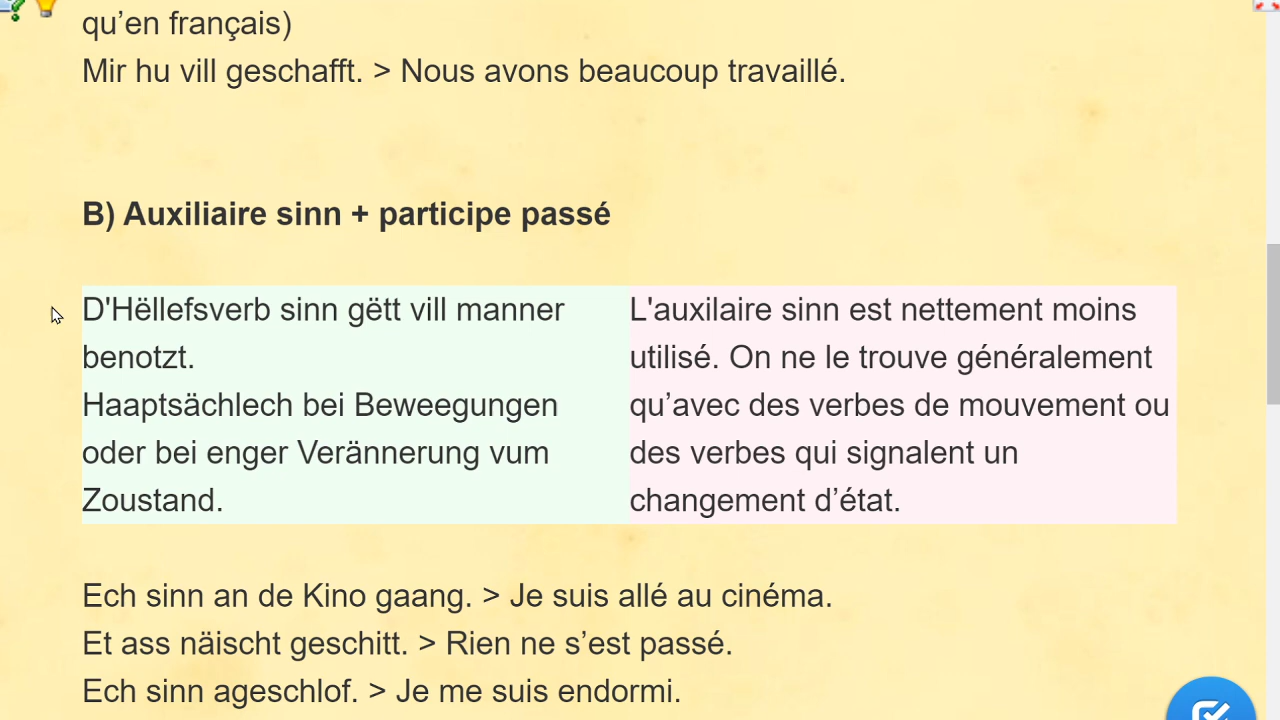 qu’en français)
Mir hu vill geschafft. > Nous avons beaucoup travaillé.
B) Auxiliaire sinn + participe passé
D'Hëllefsverb sinn gëtt vill manner
benotzt.
Haaptsächlech bei Beweegungen
oder bei enger Verännerung vum
Zoustand.
L'auxilaire sinn est nettement moins
utilisé. On ne le trouve généralement
qu’avec des verbes de mouvement ou
des verbes qui signalent un
changement d’état.
Ech sinn an de Kino gaang. > Je suis allé au cinéma.
Et ass näischt geschitt. > Rien ne s’est passé.
Ech sinn ageschlof. > Je me suis endormi.